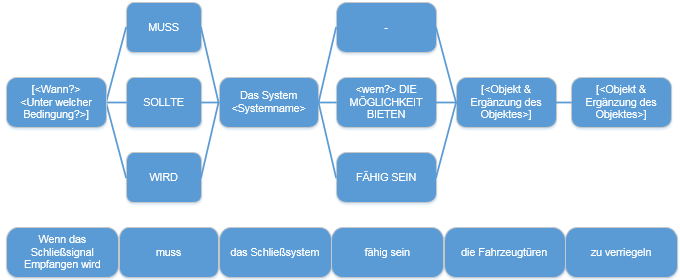 MUSS
-
[<Wann?>
<Unter welcher
Bedingung?>]
SOLLTE
Das System
<Systemname>
<wem?> DIE
MÖGLICHKEIT
BIETEN
[<Objekt &
Ergänzung des
Objektes>]
[<Objekt &
Ergänzung des
Objektes>]
WIRD
FÄHIG SEIN
Wenn das
Schließsignal
Empfangen wird
muss
das Schließsystem
fähig sein
die Fahrzeugtüren
zu verriegeln